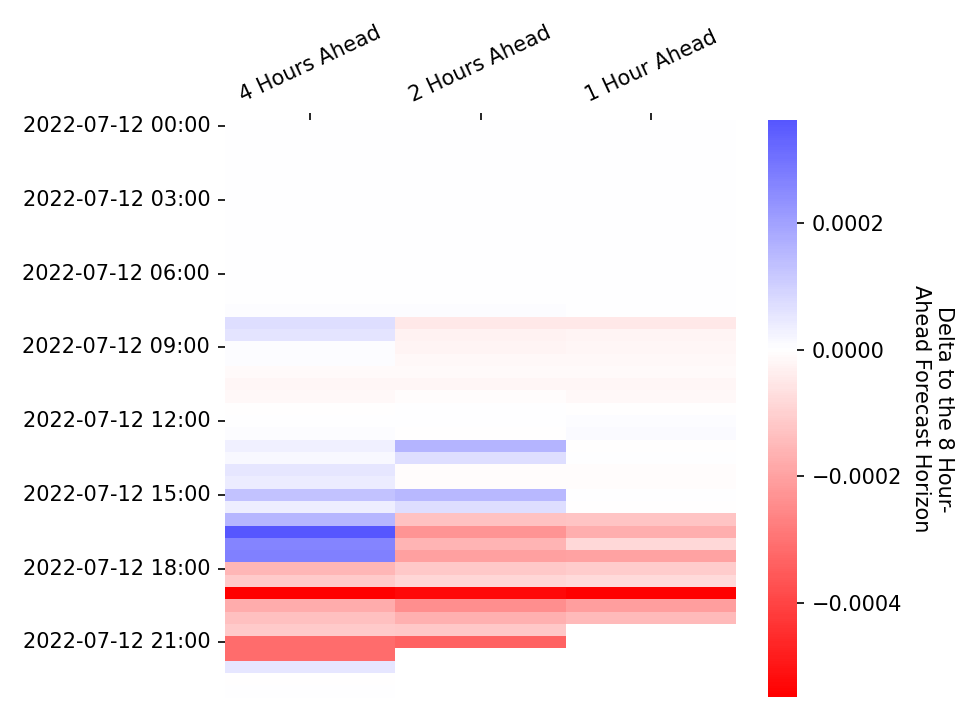 4 Hours Ahead
2 Hours Ahead
1 Hour Ahead
2022-07-12 00:00
2022-07-12 03:00
2022-07-12 06:00
2022-07-12 09:00
2022-07-12 12:00
2022-07-12 15:00
2022-07-12 18:00
2022-07-12 21:00
0.0002
0.0000
−0.0002
−0.0004
Delta to the 8 Hour-
Ahead Forecast Horizon